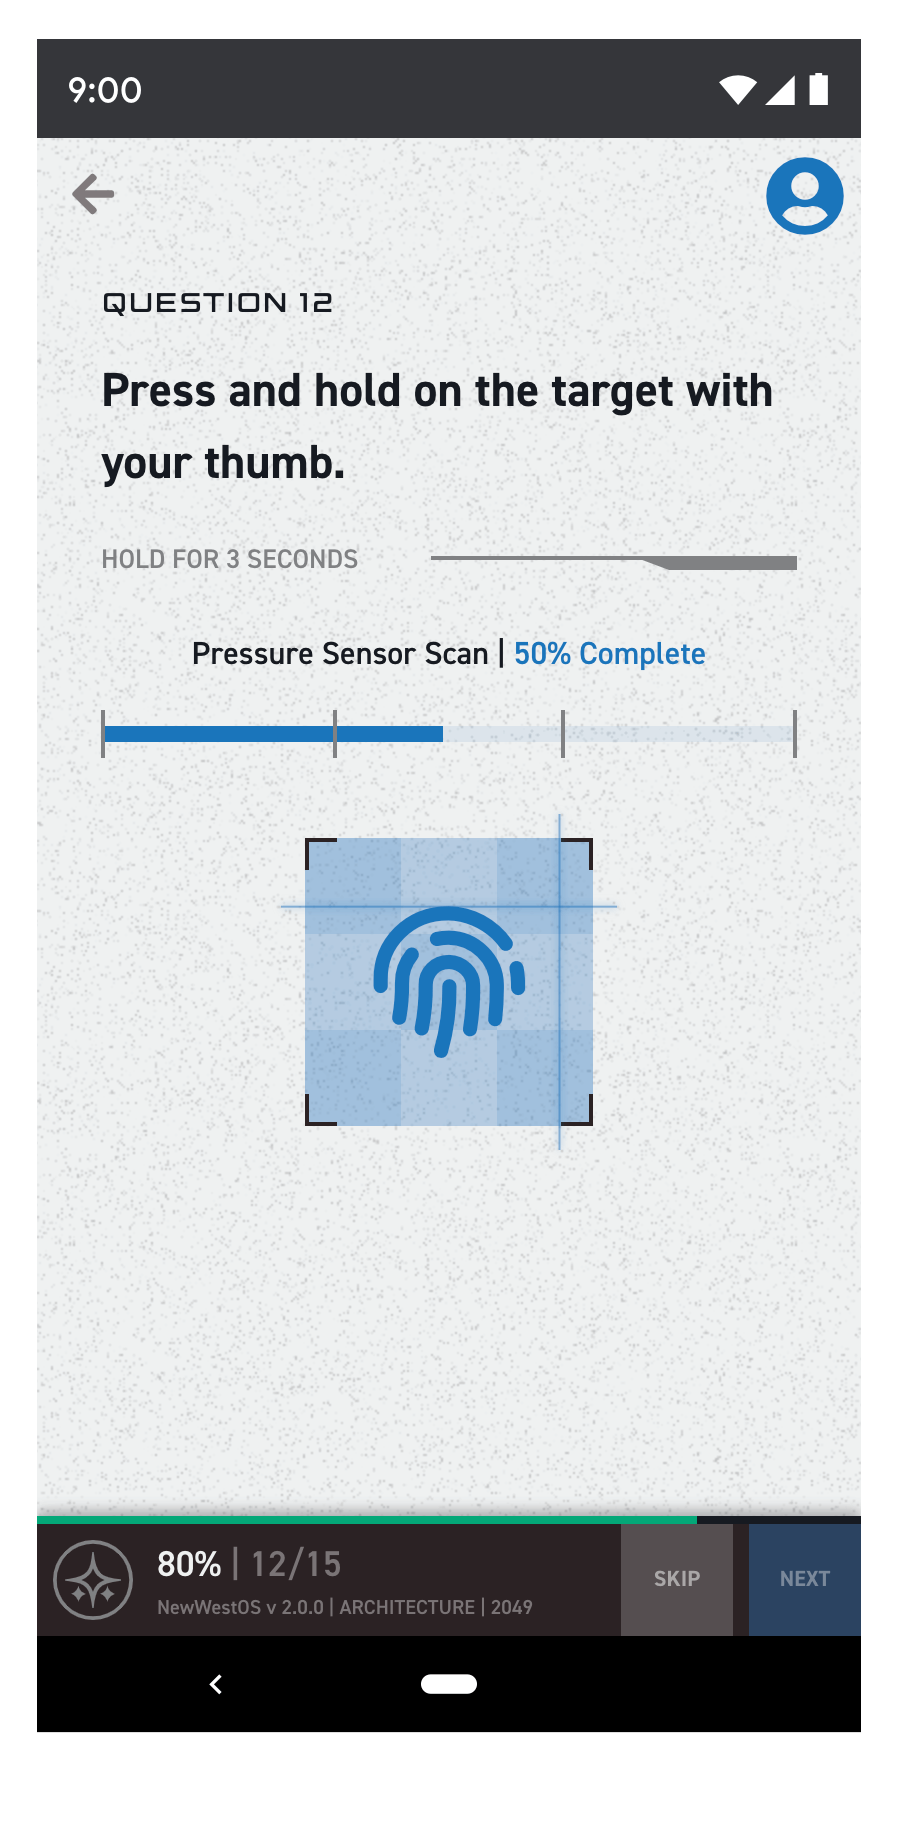 9:00
QUESTION 12
Press and hold on the target with
your thumb.
HOLD FOR 3 SECONDS
Pressure Sensor Scan | 50% Complete
80% | 12/15
NewWestOS v 2.0.0 | ARCHITECTURE | 2049
SKIP
NEXT